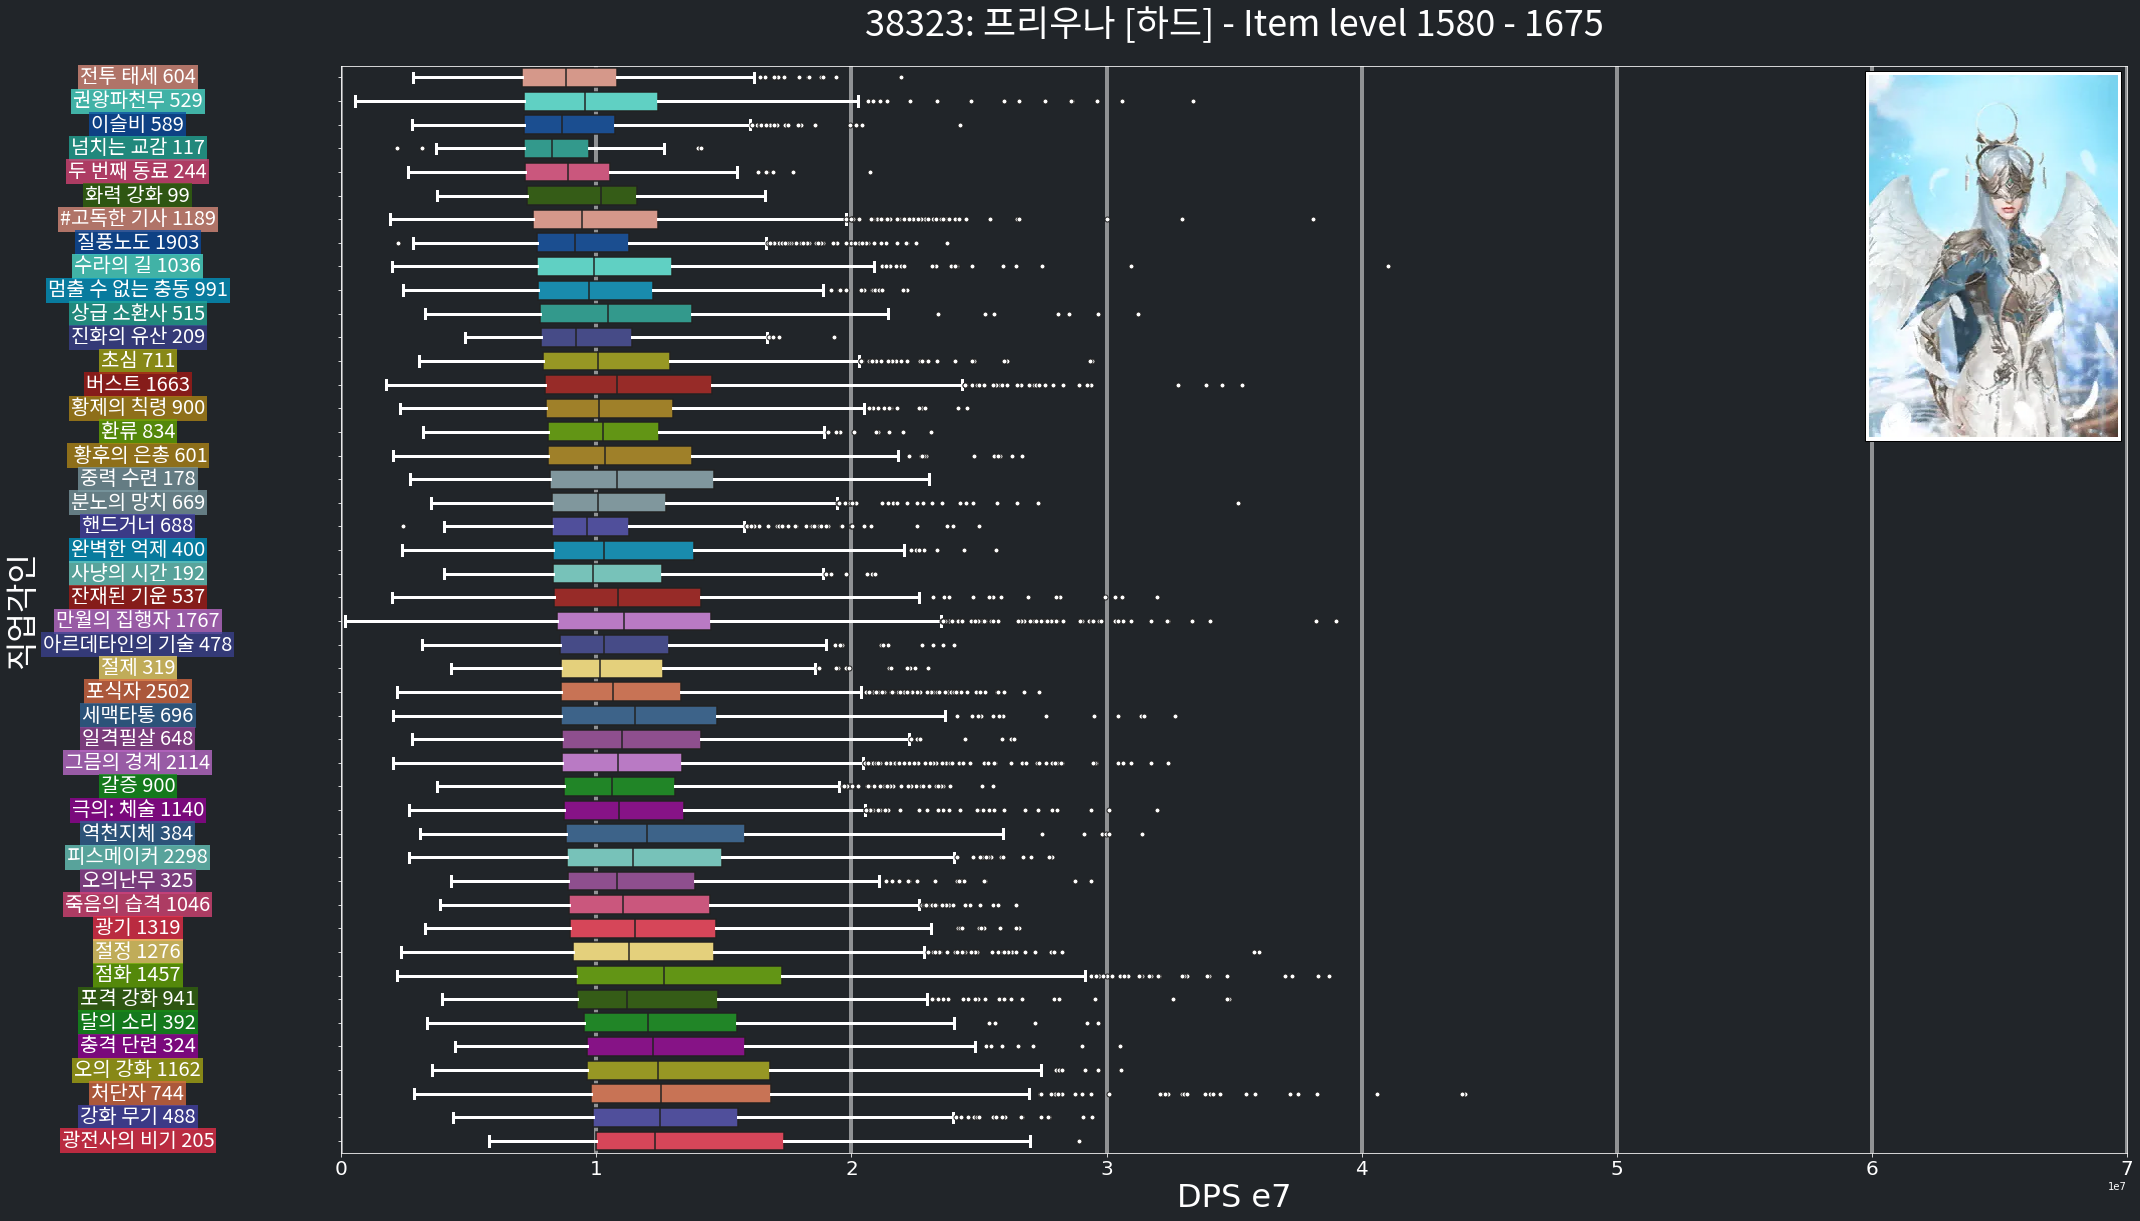 38323: 프리우나 [하드] - Item level 1580 - 1675
전투 태세 604
권왕파천무 529
이슬비 589
넘치는 교감 117
두 번째 동료 244
화력 강화 99
#고독한 기사 1189
질풍노도 1903
수라의 길 1036
멈출 수 없는 충동 991
상급 소환사 515
진화의 유산 209
초심 711
버스트 1663
황제의 칙령 900
환류 834
황후의 은총 601
중력 수련 178
분노의 망치 669
핸드거너 688
완벽한 억제 400
사냥의 시간 192
잔재된 기운 537
만월의 집행자 1767
아르데타인의 기술 478
절제 319
포식자 2502
세맥타통 696
일격필살 648
그믐의 경계 2114
갈증 900
극의: 체술 1140
역천지체 384
피스메이커 2298
오의난무 325
죽음의 습격 1046
광기 1319
절정 1276
점화 1457
포격 강화 941
달의 소리 392
충격 단련 324
오의 강화 1162
처단자 744
강화 무기 488
광전사의 비기 205
직업각인
0 1 2 3 4 5 6 7
1e7
DPS e7